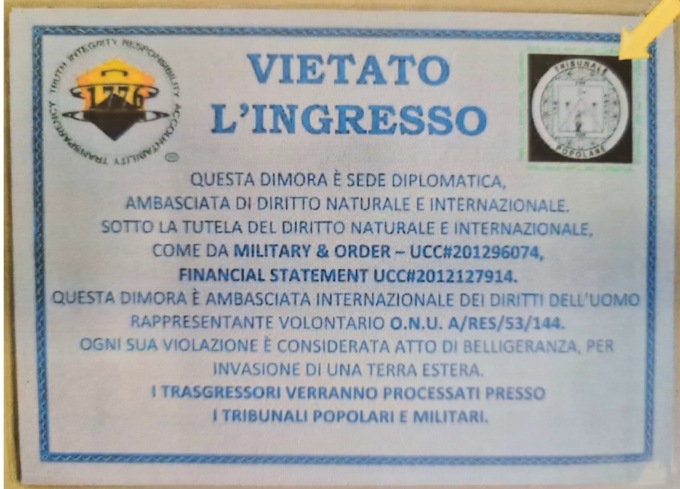 TRUTH INTEGRITY RESPONSIBILITY ACCOUNTABILITY TRANSPARENCY
1776
VIETATO
L'INGRESSO
TRIBUNALE
POPOLARE
QUESTA DIMORA È SEDE DIPLOMATICA,
AMBASCIATA DI DIRITTO NATURALE E INTERNAZIONALE.
SOTTO LA TUTELA DEL DIRITTO NATURALE E INTERNAZIONALE,
COME DA MILITARY & ORDER – UCC#201296074,
FINANCIAL STATEMENT UCC#2012127914.
QUESTA DIMORA È AMBASCIATA INTERNAZIONALE DEI DIRITTI DELL'UOMO
RAPPRESENTANTE VOLONTARIO O.N.U. A/RES/53/144.
OGNI SUA VIOLAZIONE È CONSIDERATA ATTO DI BELLIGERANZA, PER
INVASIONE DI UNA TERRA ESTERA.
I TRASGRESSORI VERRANNO PROCESSATI PRESSO
I TRIBUNALI POPOLARI E MILITARI.